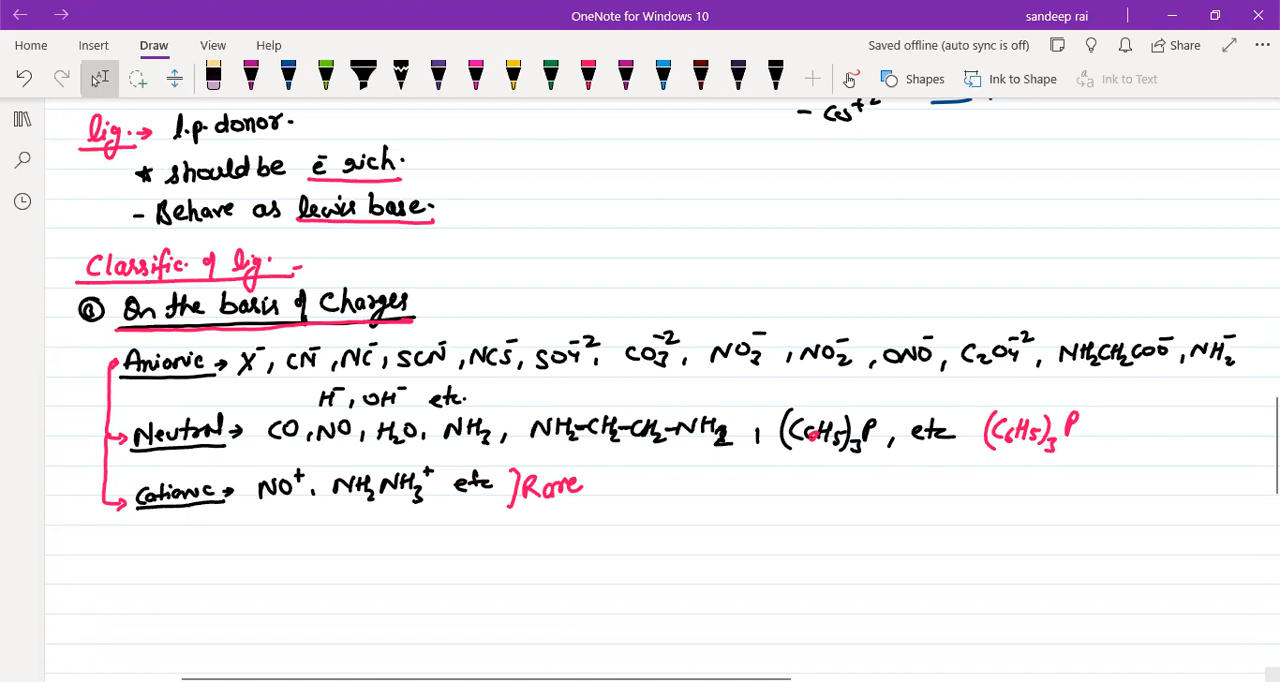 OneNote for Windows 10
sandeep rai
Home Insert Draw View Help
Saved offline (auto sync is off) Share
Shapes Ink to Shape Ink to Text
lig. → l.p. donor.
* should be e̅ rich.
- Behave as lewis base.
Classific. of lig. -
① On the basis of Charges
Anionic → X⁻, CN⁻, NC⁻, SCN⁻, NCS⁻, SO4⁻², CO3⁻², NO3⁻, NO2⁻, ONO⁻, C2O4⁻², NH2CH2COO⁻, NH2⁻
H⁻, OH⁻ etc.
Neutral → CO, NO, H2O, NH3, NH2-CH2-CH2-NH2, (C6H5)3P, etc (C6H5)3P
Cationic → NO⁺, NH2NH3⁺ etc } Rare